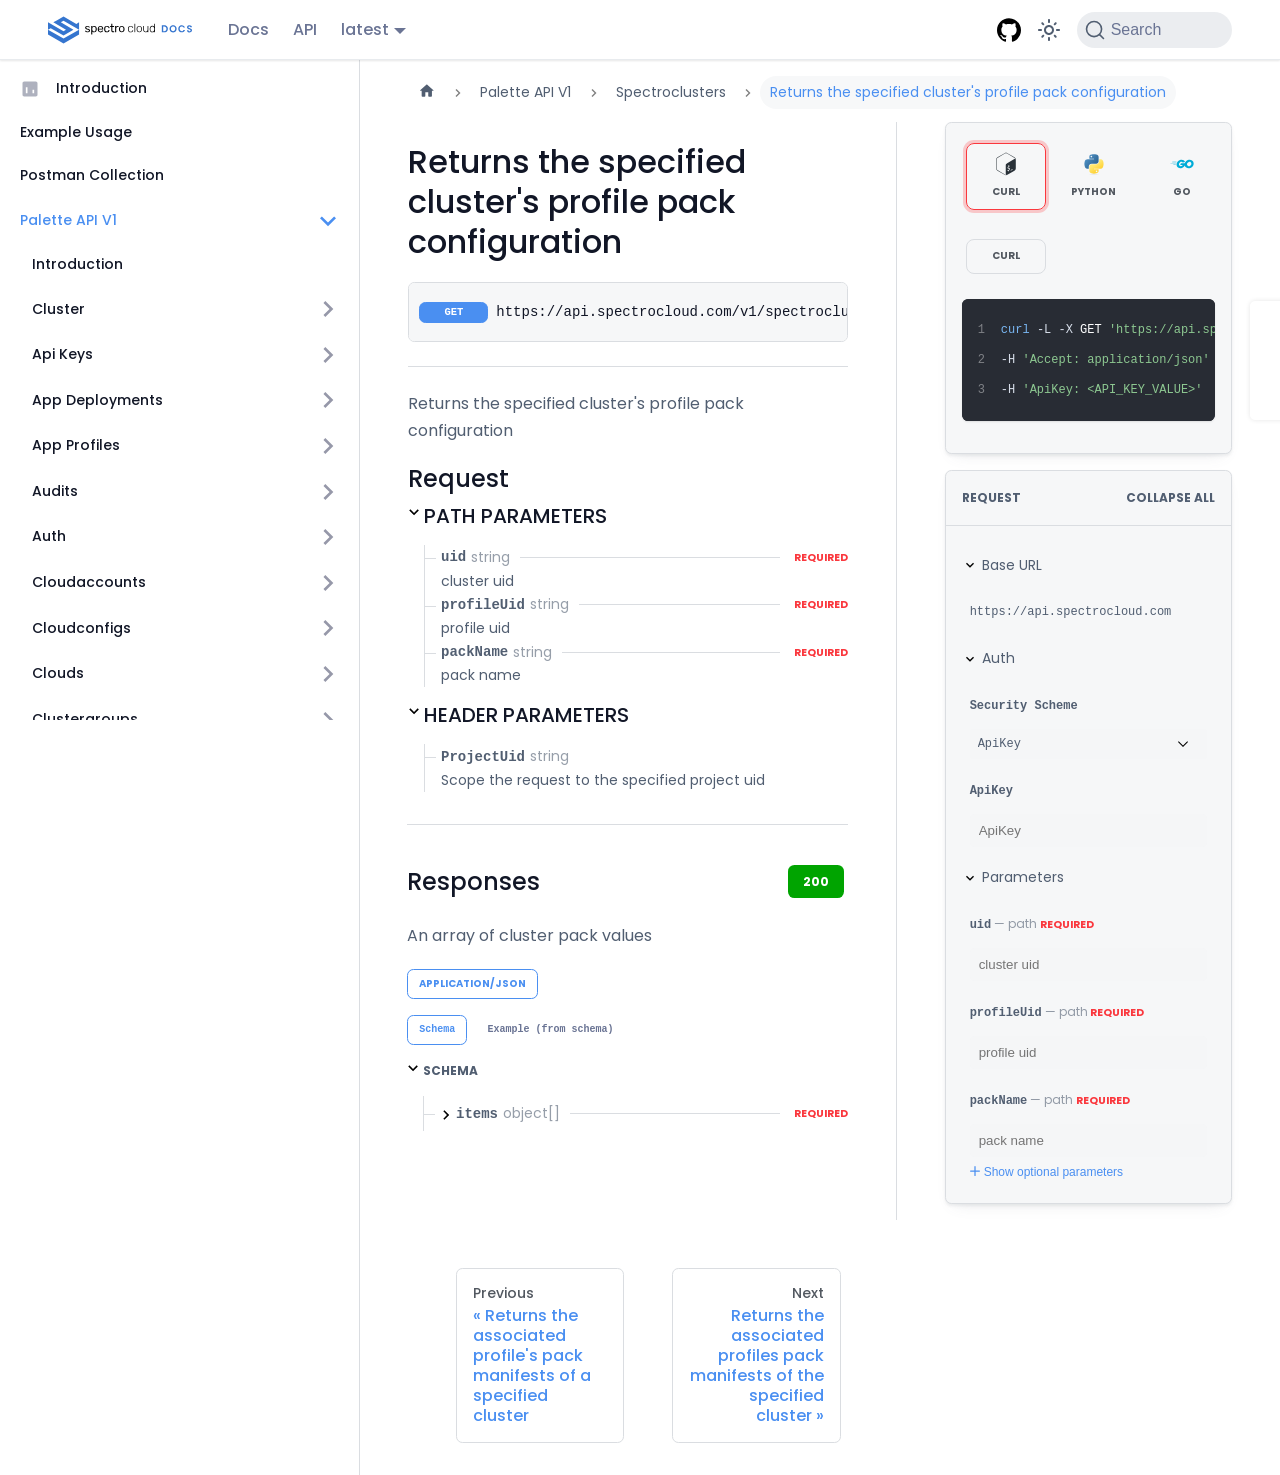 spectro cloud DOCS
Docs
API
latest
Search
Introduction
Example Usage
Postman Collection
Palette API V1
Introduction
Cluster
Api Keys
App Deployments
App Profiles
Audits
Auth
Cloudaccounts
Cloudconfigs
Clouds
Clustergroups
Palette API V1
Spectroclusters
Returns the specified cluster's profile pack configuration
Returns the specified
cluster's profile pack
configuration
GET https://api.spectrocloud.com/v1/spectroclu
Returns the specified cluster's profile pack
configuration
Request
PATH PARAMETERS
uid string REQUIRED
cluster uid
profileUid string REQUIRED
profile uid
packName string REQUIRED
pack name
HEADER PARAMETERS
ProjectUid string
Scope the request to the specified project uid
Responses
200
An array of cluster pack values
APPLICATION/JSON
Schema
Example (from schema)
SCHEMA
items object[] REQUIRED
CURL
PYTHON
GO
CURL
1 curl -L -X GET 'https://api.sp
2 -H 'Accept: application/json'
3 -H 'ApiKey: <API_KEY_VALUE>'
REQUEST
COLLAPSE ALL
Base URL
https://api.spectrocloud.com
Auth
Security Scheme
ApiKey
ApiKey
ApiKey
Parameters
uid — path REQUIRED
cluster uid
profileUid — path REQUIRED
profile uid
packName — path REQUIRED
pack name
Show optional parameters
Previous
« Returns the
associated
profile's pack
manifests of a
specified
cluster
Next
Returns the
associated
profiles pack
manifests of the
specified
cluster »